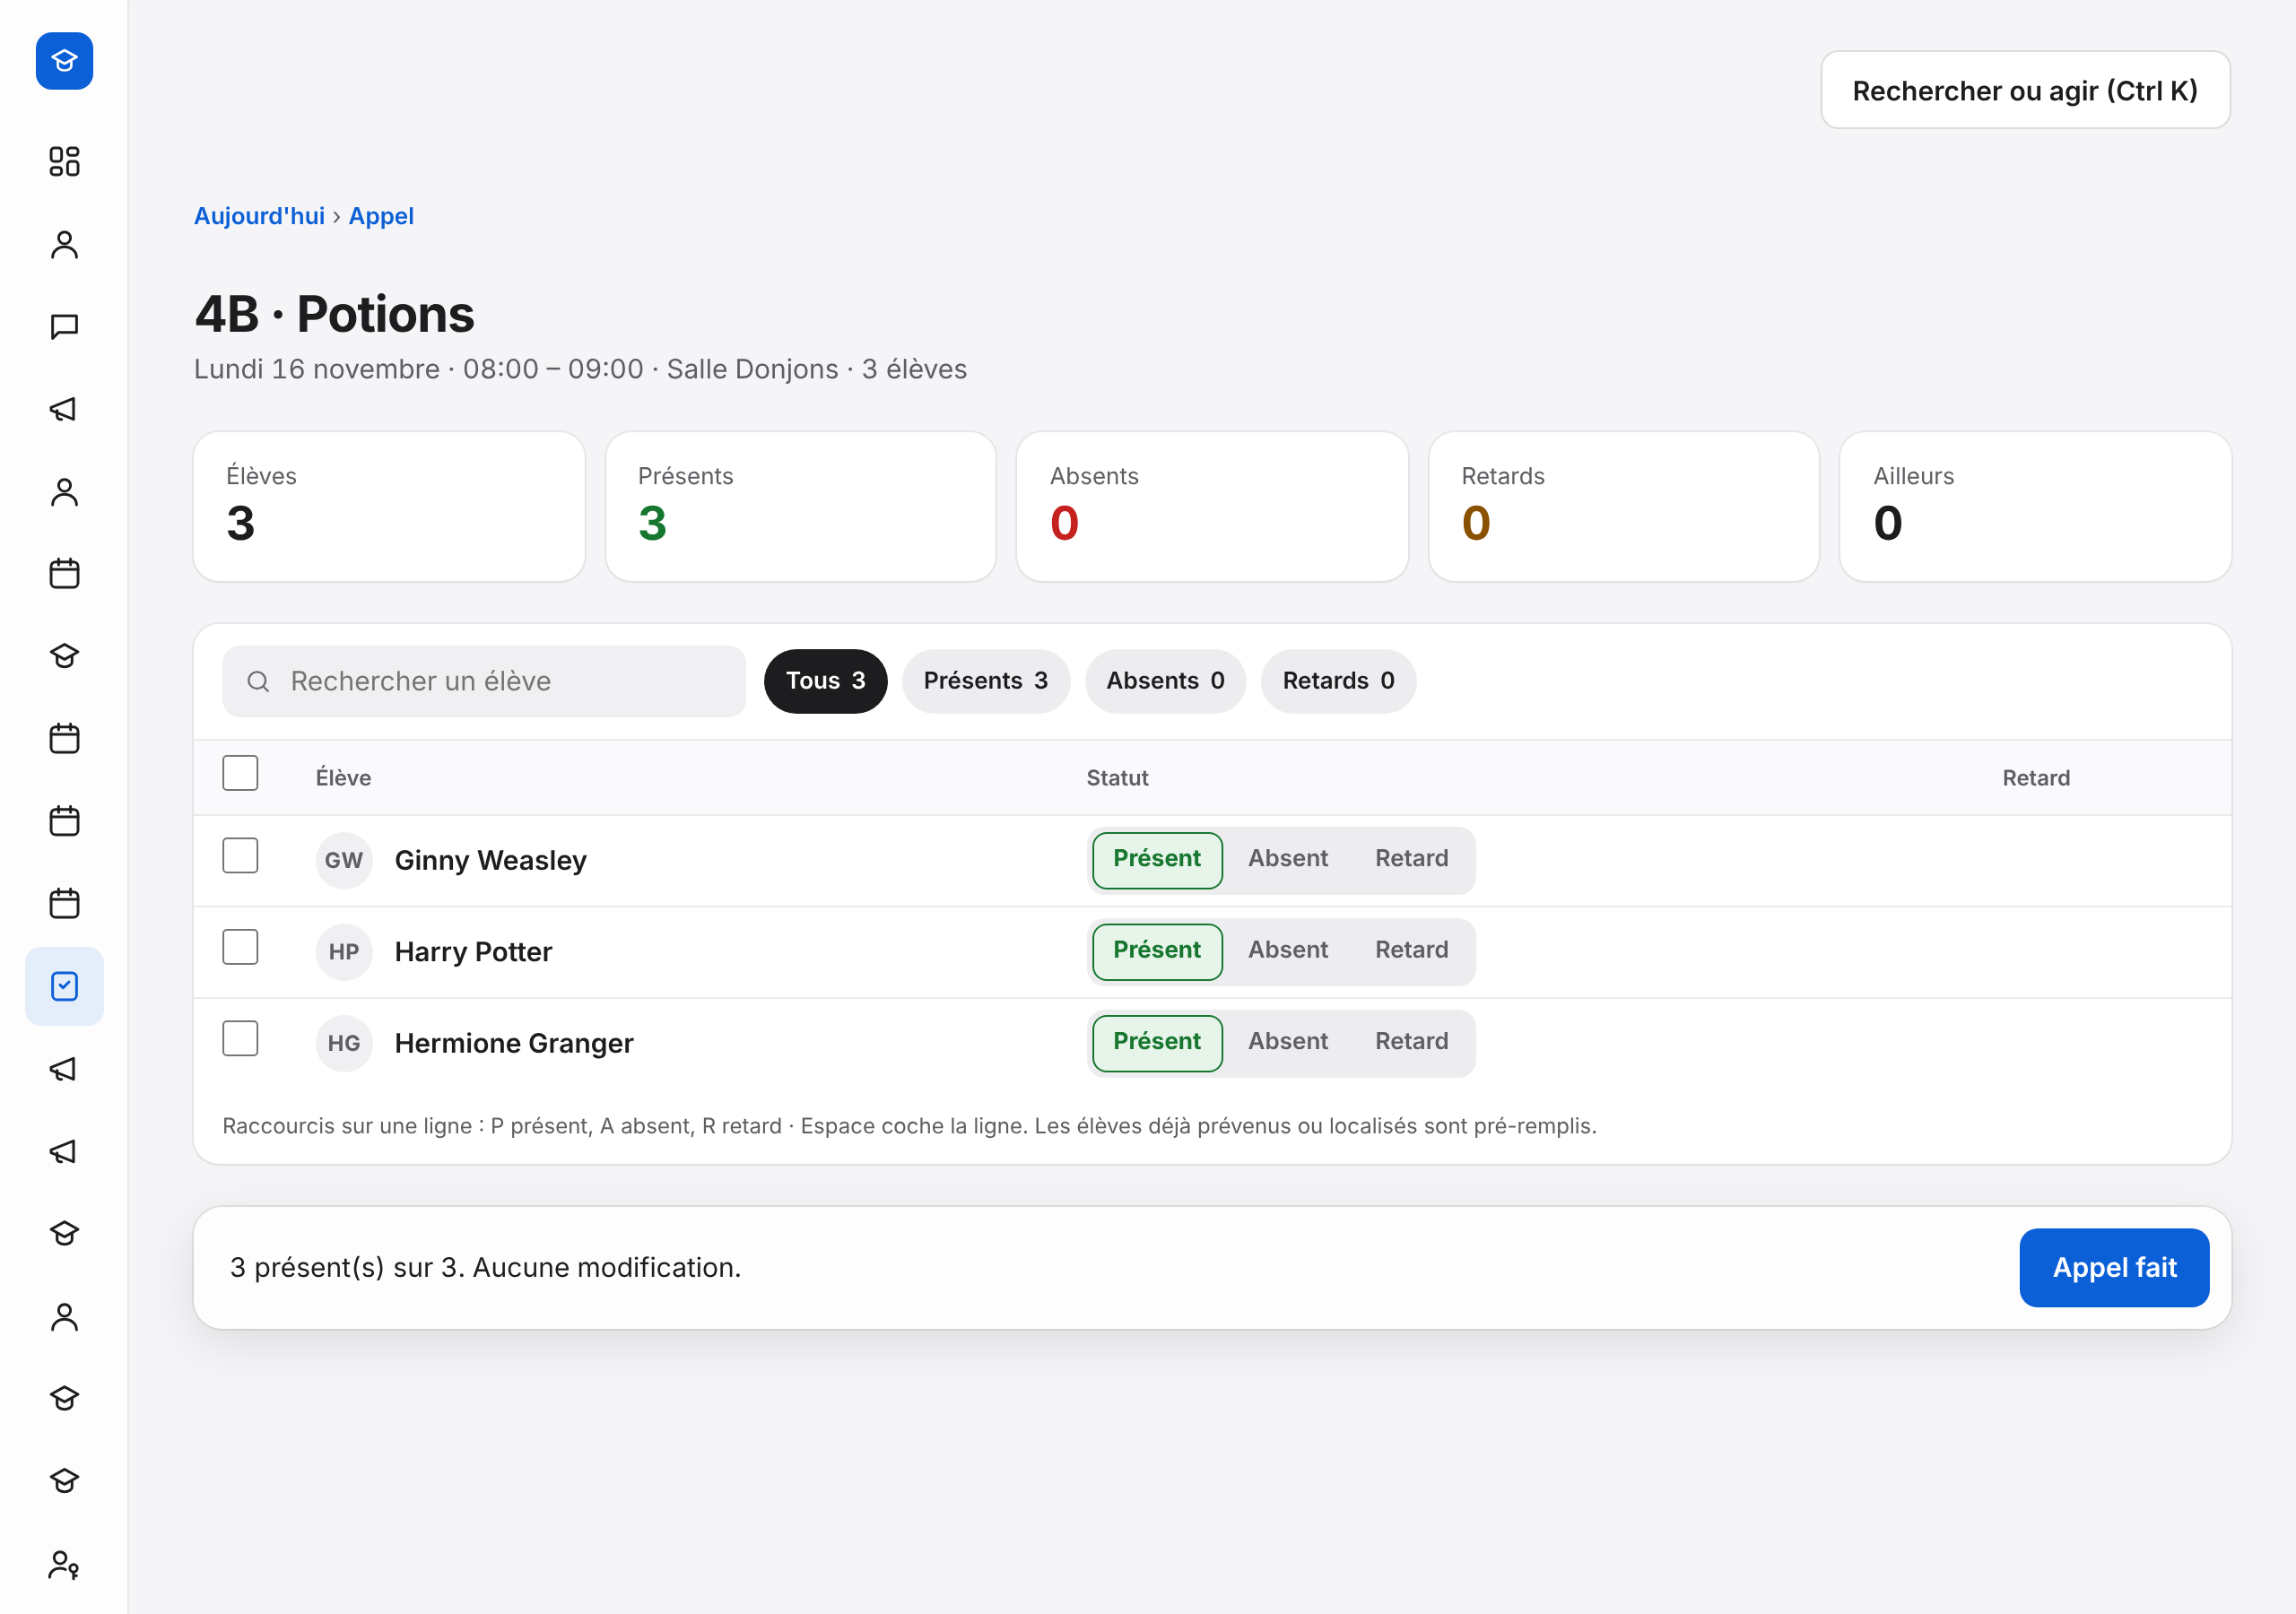 Rechercher ou agir (Ctrl K)
Aujourd'hui › Appel
4B · Potions
Lundi 16 novembre · 08:00 – 09:00 · Salle Donjons · 3 élèves
Élèves
3
Présents
3
Absents
0
Retards
0
Ailleurs
0
Rechercher un élève
Tous 3
Présents 3
Absents 0
Retards 0
Élève Statut Retard
GW Ginny Weasley Présent Absent Retard
HP Harry Potter Présent Absent Retard
HG Hermione Granger Présent Absent Retard
Raccourcis sur une ligne : P présent, A absent, R retard · Espace coche la ligne. Les élèves déjà prévenus ou localisés sont pré-remplis.
3 présent(s) sur 3. Aucune modification.
Appel fait